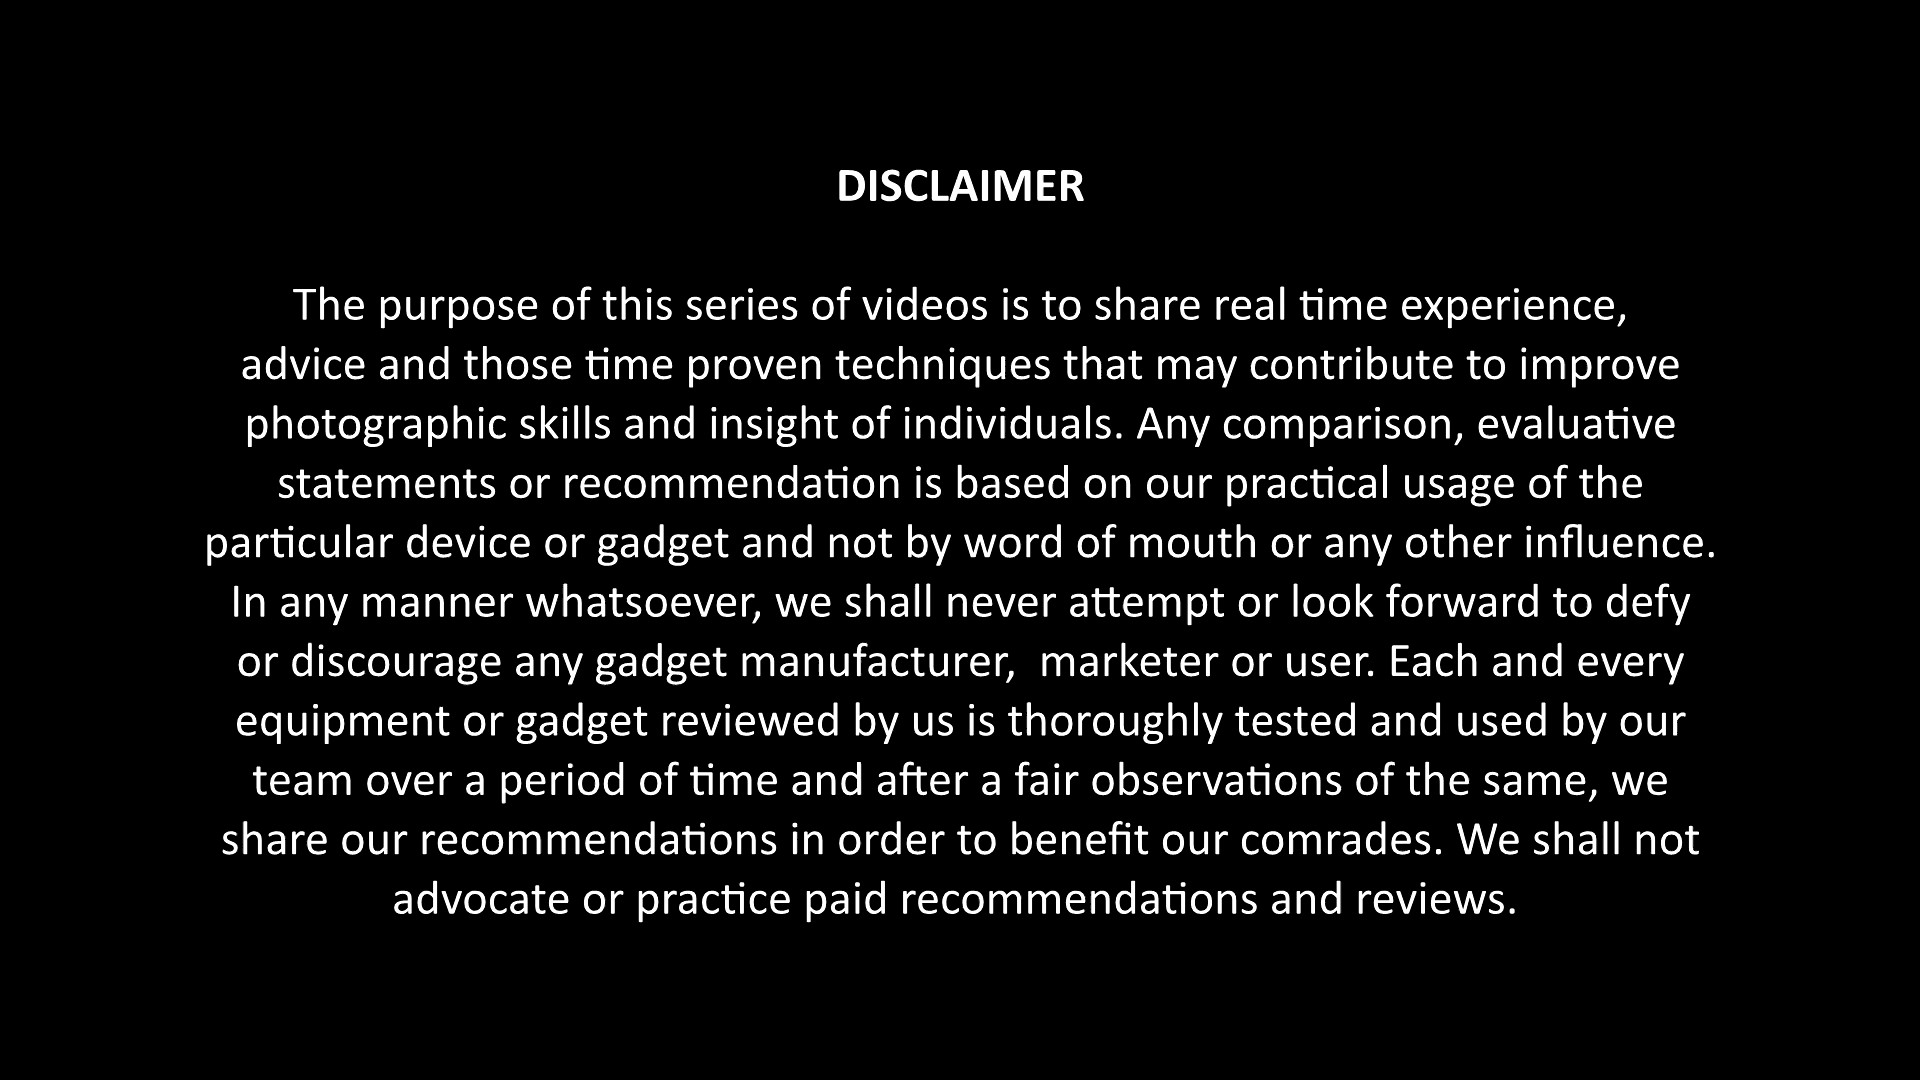 DISCLAIMER
The purpose of this series of videos is to share real time experience,
advice and those time proven techniques that may contribute to improve
photographic skills and insight of individuals. Any comparison, evaluative
statements or recommendation is based on our practical usage of the
particular device or gadget and not by word of mouth or any other influence.
In any manner whatsoever, we shall never attempt or look forward to defy
or discourage any gadget manufacturer,  marketer or user. Each and every
equipment or gadget reviewed by us is thoroughly tested and used by our
team over a period of time and after a fair observations of the same, we
share our recommendations in order to benefit our comrades. We shall not
advocate or practice paid recommendations and reviews.